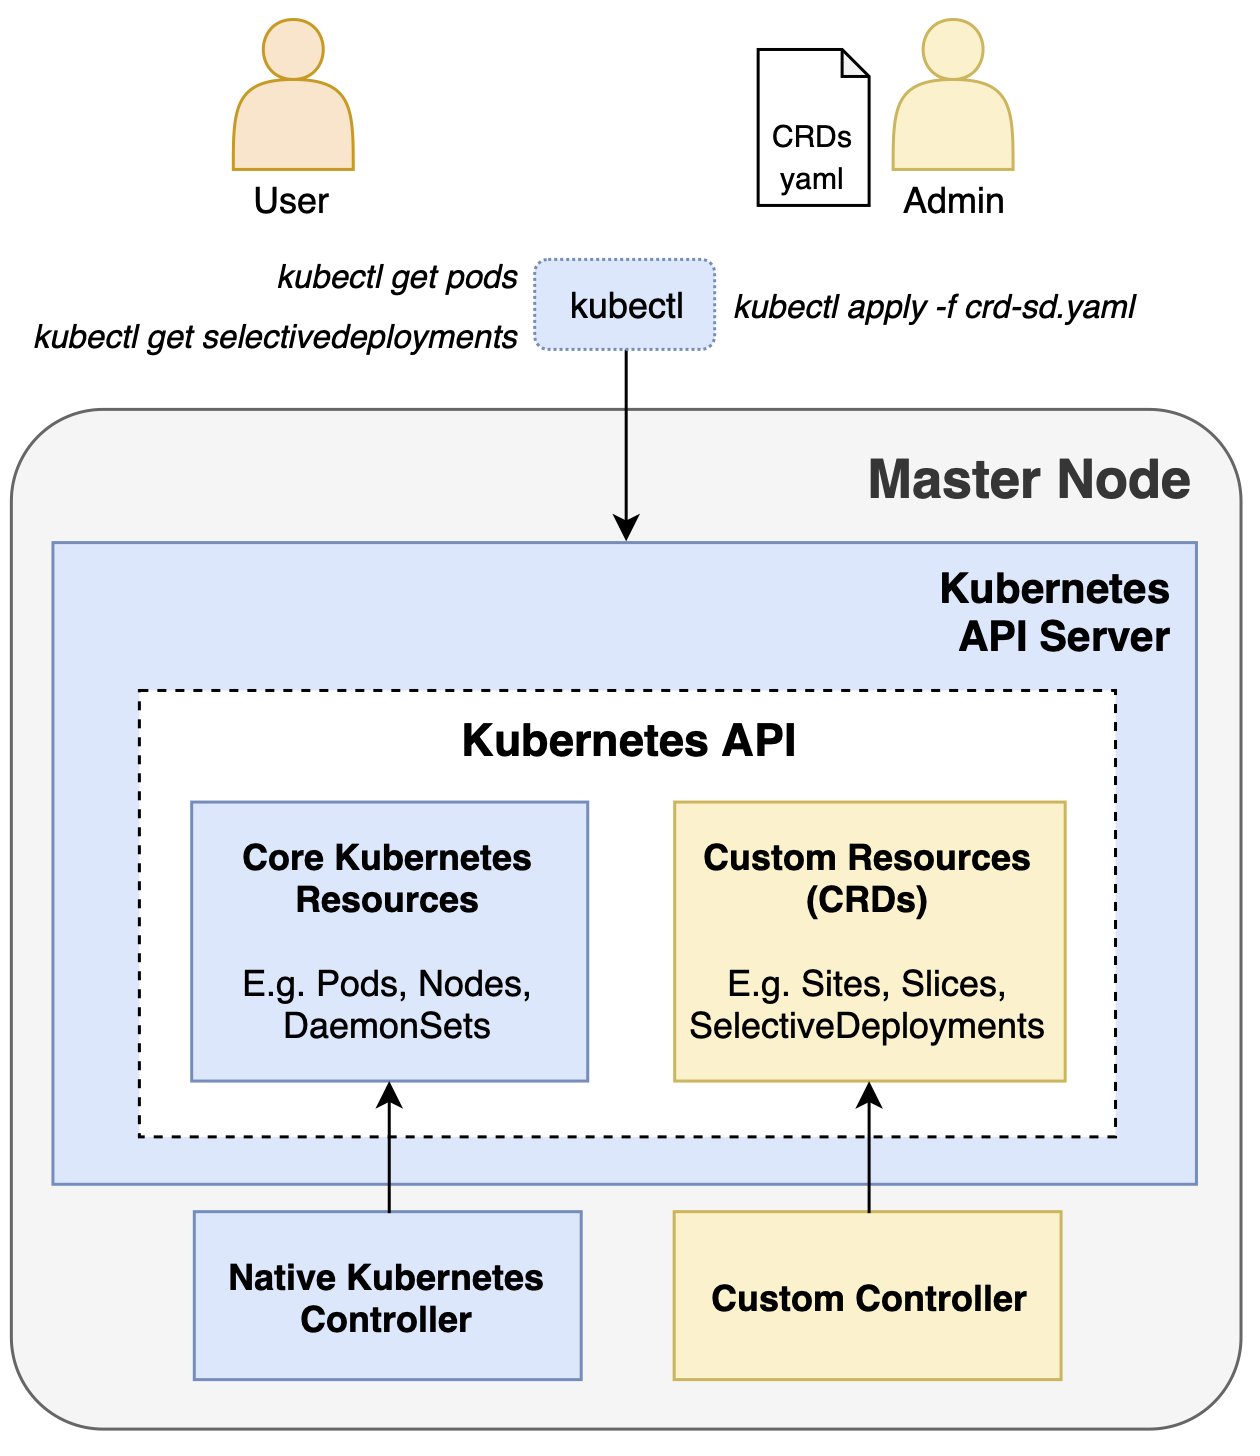 CRDs
yaml
User
Admin
kubectl get pods
kubectl
kubectl apply -f crd-sd.yaml
kubectl get selectivedeployments
Master Node
Kubernetes
API Server
Kubernetes API
Core Kubernetes
Resources
E.g. Pods, Nodes,
DaemonSets
Custom Resources
(CRDs)
E.g. Sites, Slices,
SelectiveDeployments
Native Kubernetes
Controller
Custom Controller